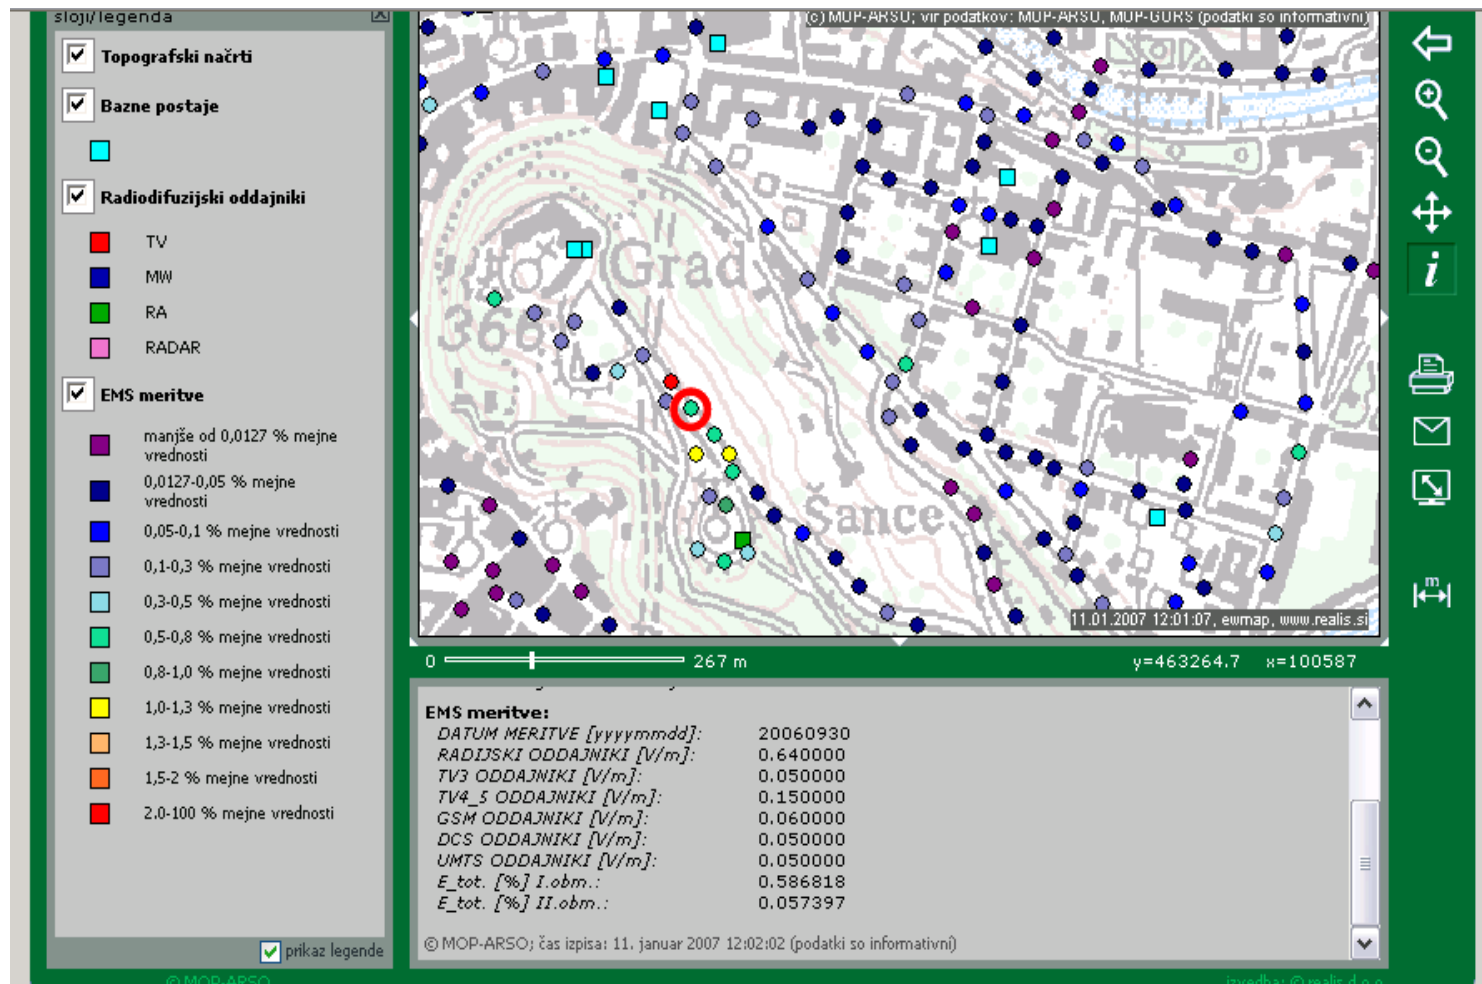 sloji/legenda
(c) MOP-ARSO; vir podatkov: MOP-ARSO, MOP-GURS (podatki so informativni)
Topografski načrti
Bazne postaje
Radiodifuzijski oddajniki
TV
MW
RA
RADAR
EMS meritve
manjše od 0,0127 % mejne
vrednosti
0,0127-0,05 % mejne
vrednosti
0,05-0,1 % mejne vrednosti
0,1-0,3 % mejne vrednosti
0,3-0,5 % mejne vrednosti
0,5-0,8 % mejne vrednosti
0,8-1,0 % mejne vrednosti
1,0-1,3 % mejne vrednosti
1,3-1,5 % mejne vrednosti
1,5-2 % mejne vrednosti
2.0-100 % mejne vrednosti
prikaz legende
© MOP-ARSO
Grad
366
Šance
11.01.2007 12:01:07, ewmap, www.realis.si
0 267 m
y=463264.7 x=100587
i
m
EMS meritve:
DATUM MERITVE [yyyymmdd]: 20060930
RADIJSKI ODDAJNIKI [V/m]: 0.640000
TV3 ODDAJNIKI [V/m]: 0.050000
TV4_5 ODDAJNIKI [V/m]: 0.150000
GSM ODDAJNIKI [V/m]: 0.060000
DCS ODDAJNIKI [V/m]: 0.050000
UMTS ODDAJNIKI [V/m]: 0.050000
E_tot. [%] I.obm.: 0.586818
E_tot. [%] II.obm.: 0.057397
© MOP-ARSO; čas izpisa: 11. januar 2007 12:02:02 (podatki so informativni)
izvedba: © realis d.o.o.